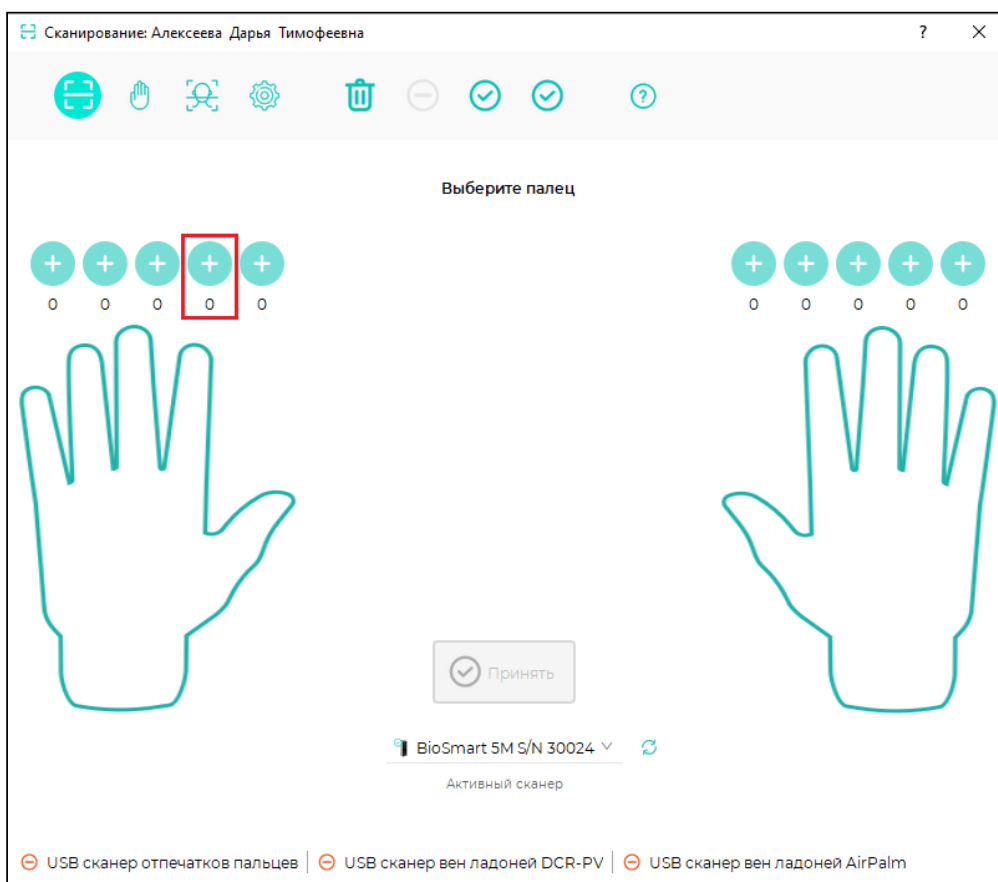 Сканирование: Алексеева Дарья Тимофеевна
?
Выберите палец
0 0 0 0 0
0 0 0 0 0
Принять
BioSmart 5M S/N 30024
Активный сканер
USB сканер отпечатков пальцев USB сканер вен ладоней DCR-PV USB сканер вен ладоней AirPalm